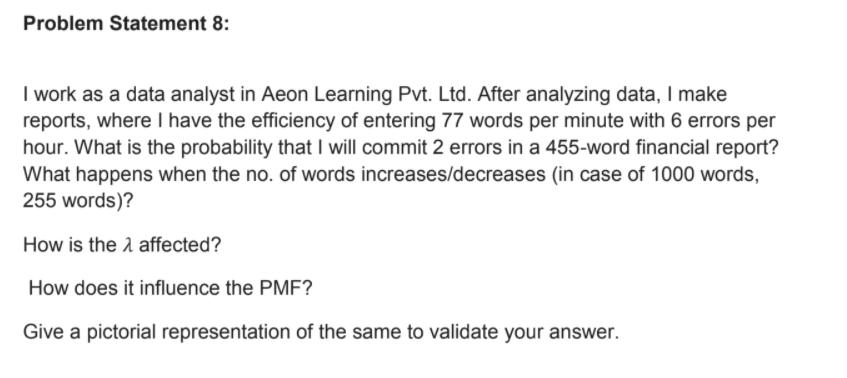 Problem Statement 8:
I work as a data analyst in Aeon Learning Pvt. Ltd. After analyzing data, I make
reports, where I have the efficiency of entering 77 words per minute with 6 errors per
hour. What is the probability that I will commit 2 errors in a 455-word financial report?
What happens when the no. of words increases/decreases (in case of 1000 words,
255 words)?
How is the λ affected?
How does it influence the PMF?
Give a pictorial representation of the same to validate your answer.